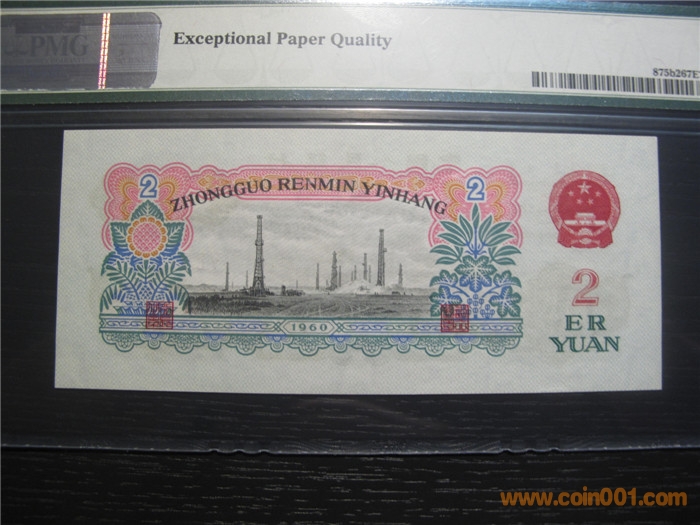 PMG
Exceptional Paper Quality
875b267E
2
ZHONGGUO RENMIN YINHANG
2
1960
2
ER
YUAN
www.coin001.com